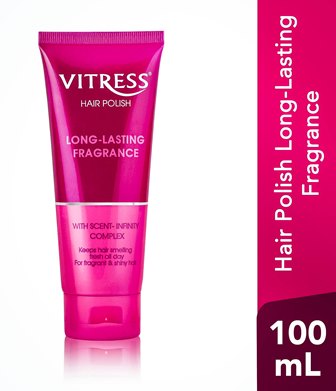 VITRESS®
HAIR POLISH
LONG-LASTING
FRAGRANCE
WITH SCENT-INFINITY
COMPLEX
Keeps hair smelling
fresh all day
For fragrant & shiny hair
Hair Polish Long-Lasting
Fragrance
100
mL